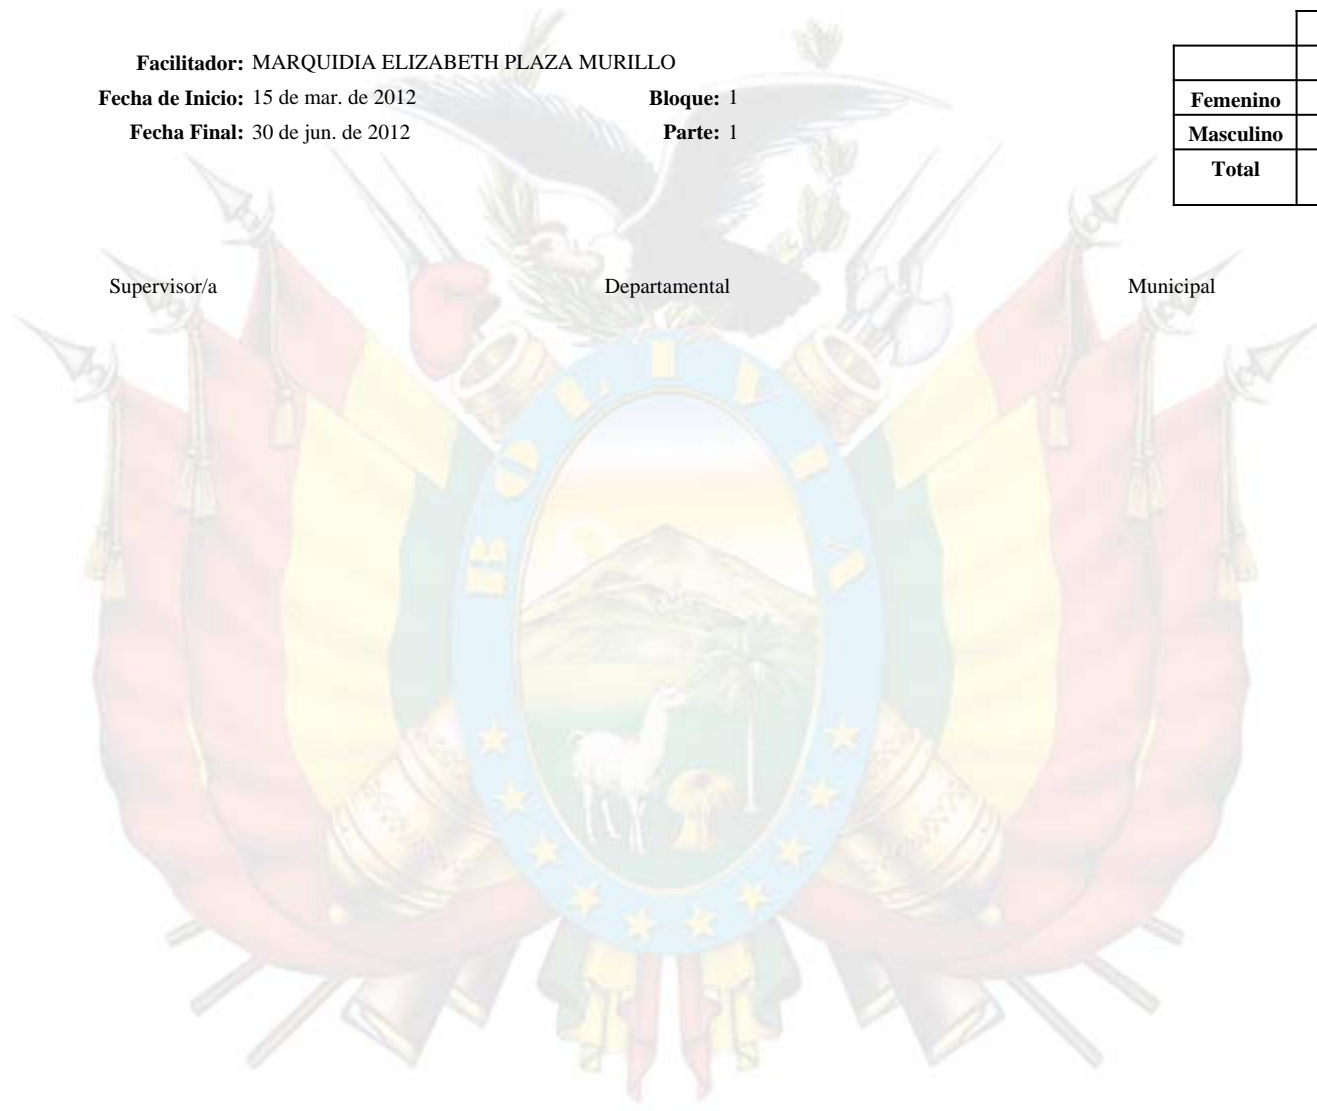 Facilitador: MARQUIDIA ELIZABETH PLAZA MURILLO
Fecha de Inicio: 15 de mar. de 2012
Bloque: 1
Fecha Final: 30 de jun. de 2012
Parte: 1
Femenino
Masculino
Total
Supervisor/a
Departamental
Municipal
BOLIVIA